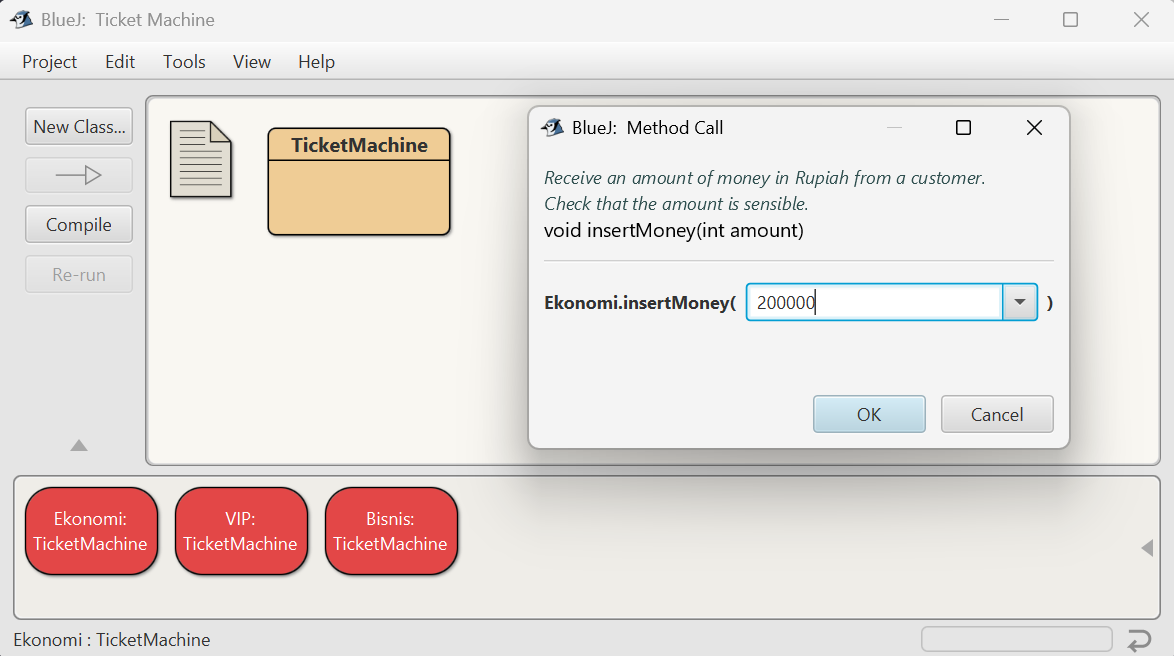 BlueJ:  Ticket Machine
Project Edit Tools View Help
New Class...
Compile
Re-run
TicketMachine
BlueJ:  Method Call
Receive an amount of money in Rupiah from a customer.
Check that the amount is sensible.
void insertMoney(int amount)
Ekonomi.insertMoney( 200000 )
OK Cancel
Ekonomi:
TicketMachine
VIP:
TicketMachine
Bisnis:
TicketMachine
Ekonomi : TicketMachine